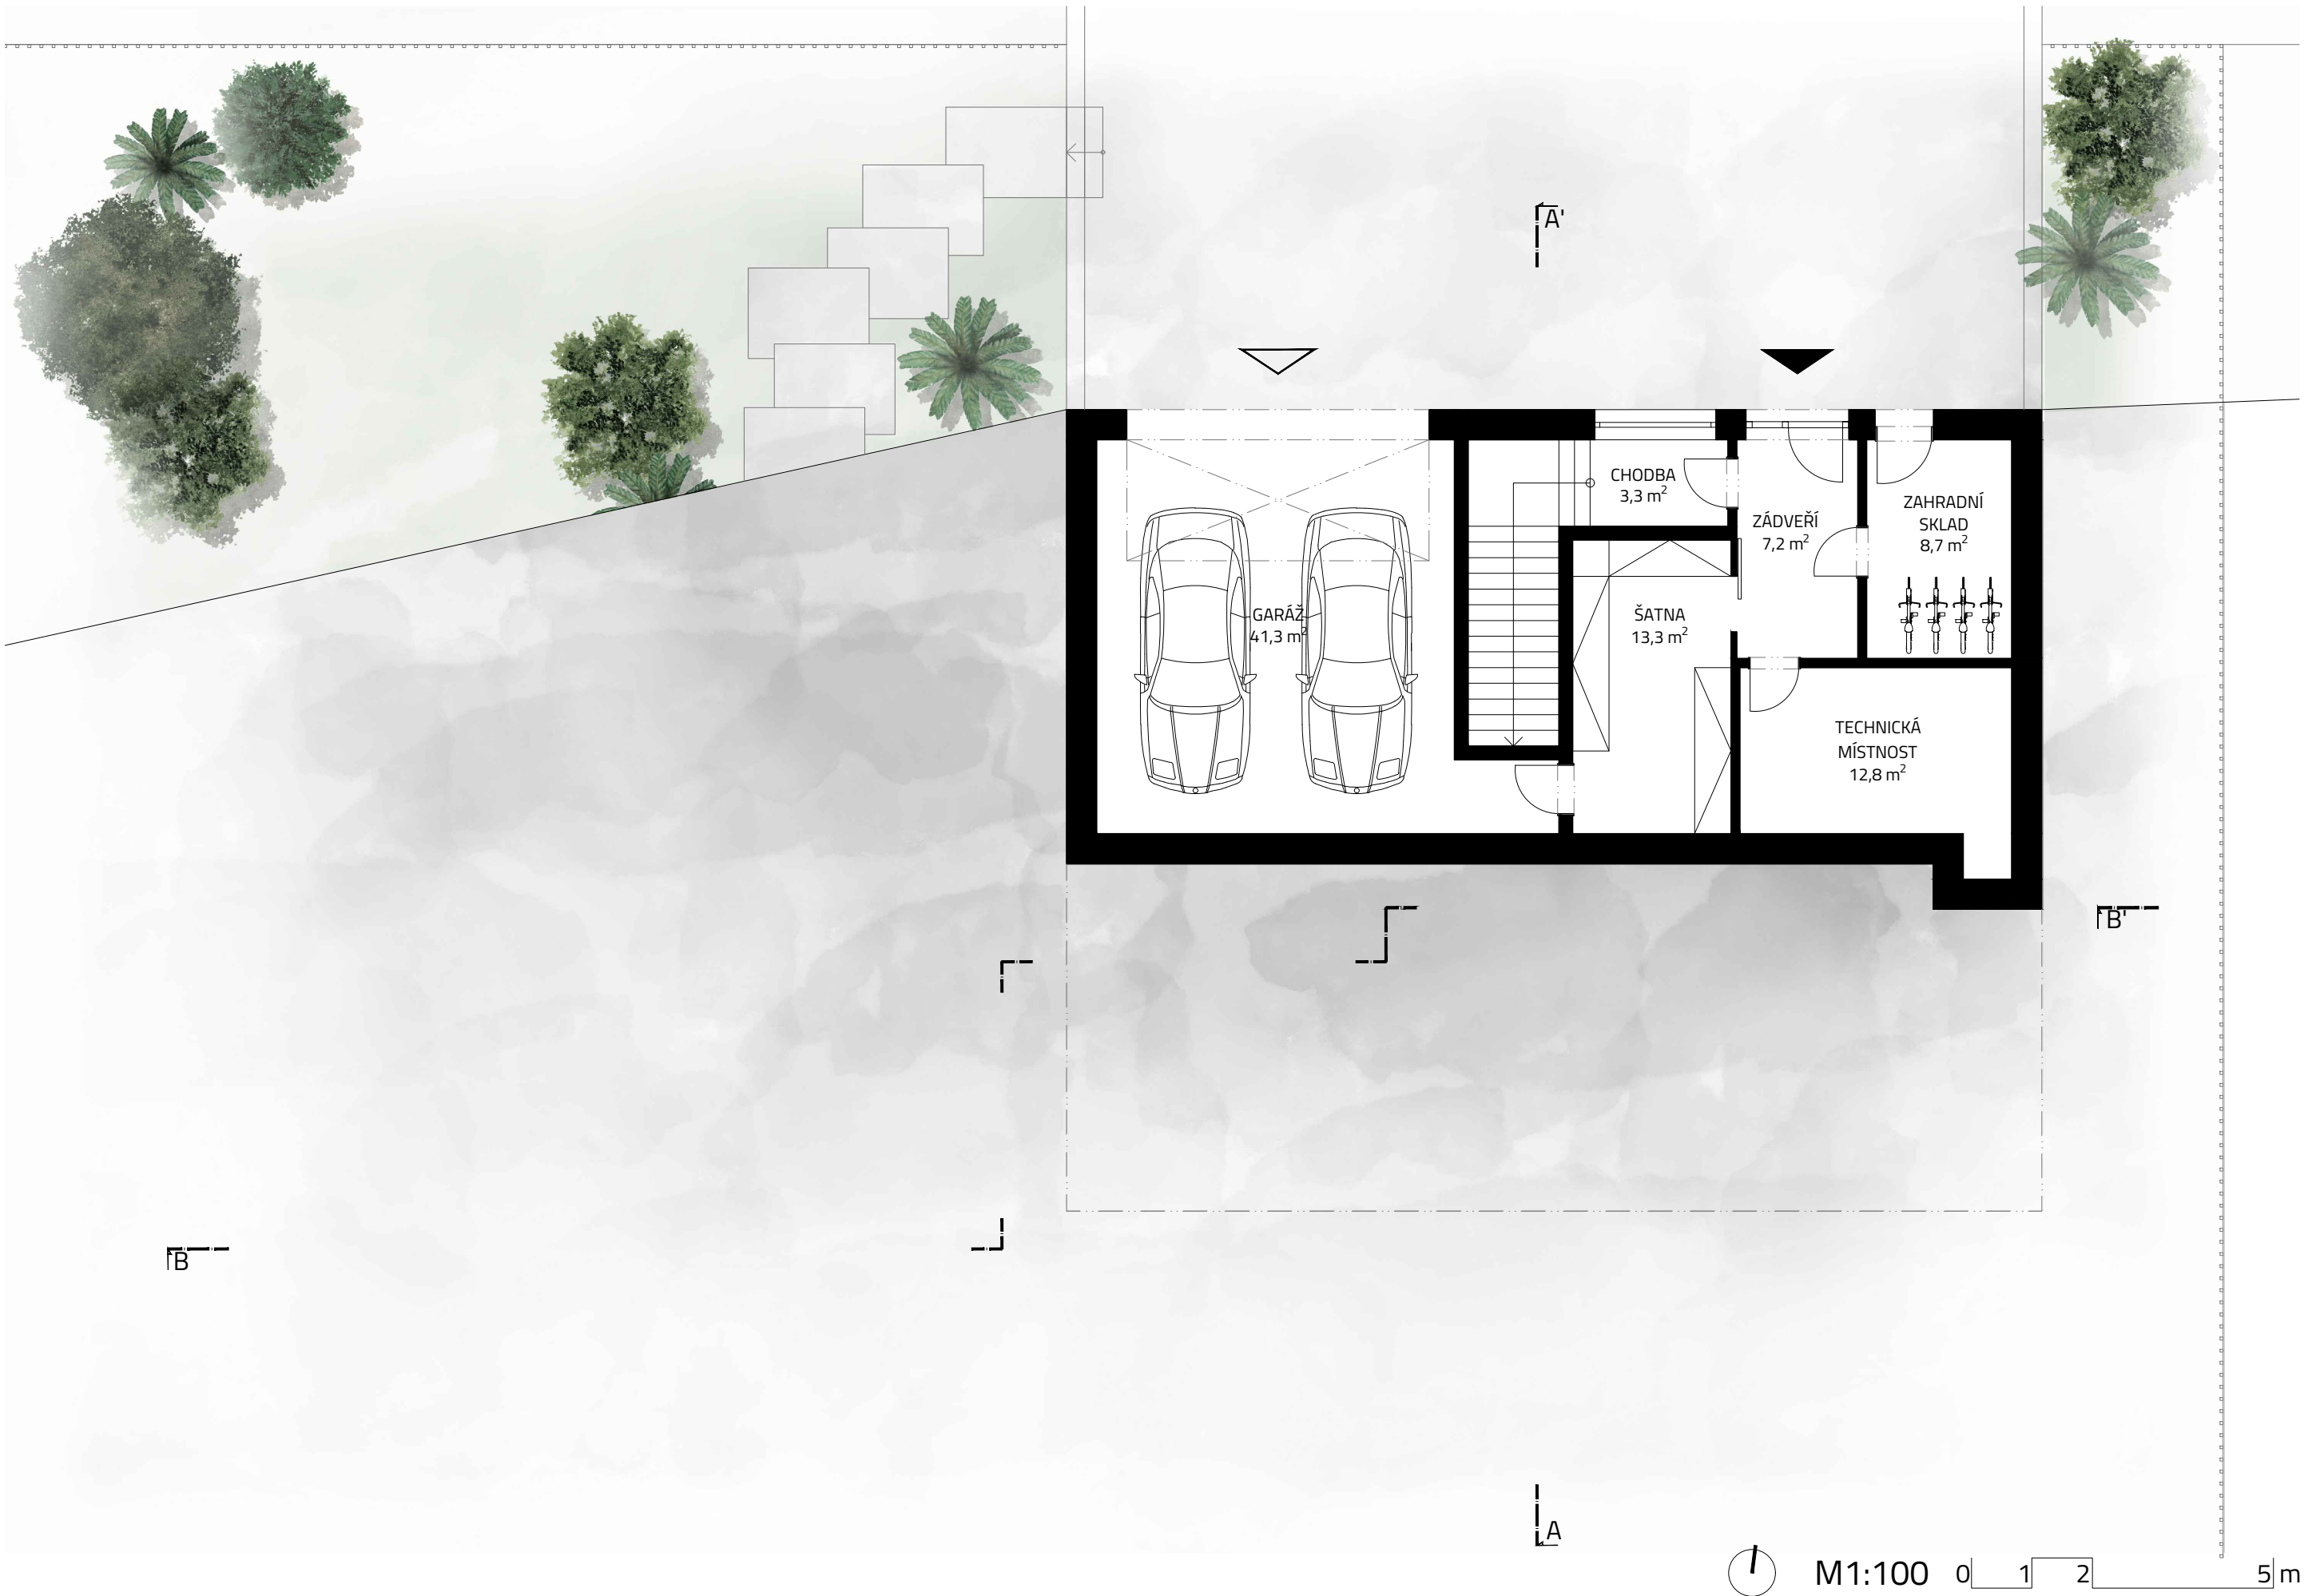 A'
CHODBA
3,3 m²
ZÁDVEŘÍ
7,2 m²
ZAHRADNÍ
SKLAD
8,7 m²
GARÁŽ
41,3 m²
ŠATNA
13,3 m²
TECHNICKÁ
MÍSTNOST
12,8 m²
B'
B
A
M1:100 0 1 2 5 m